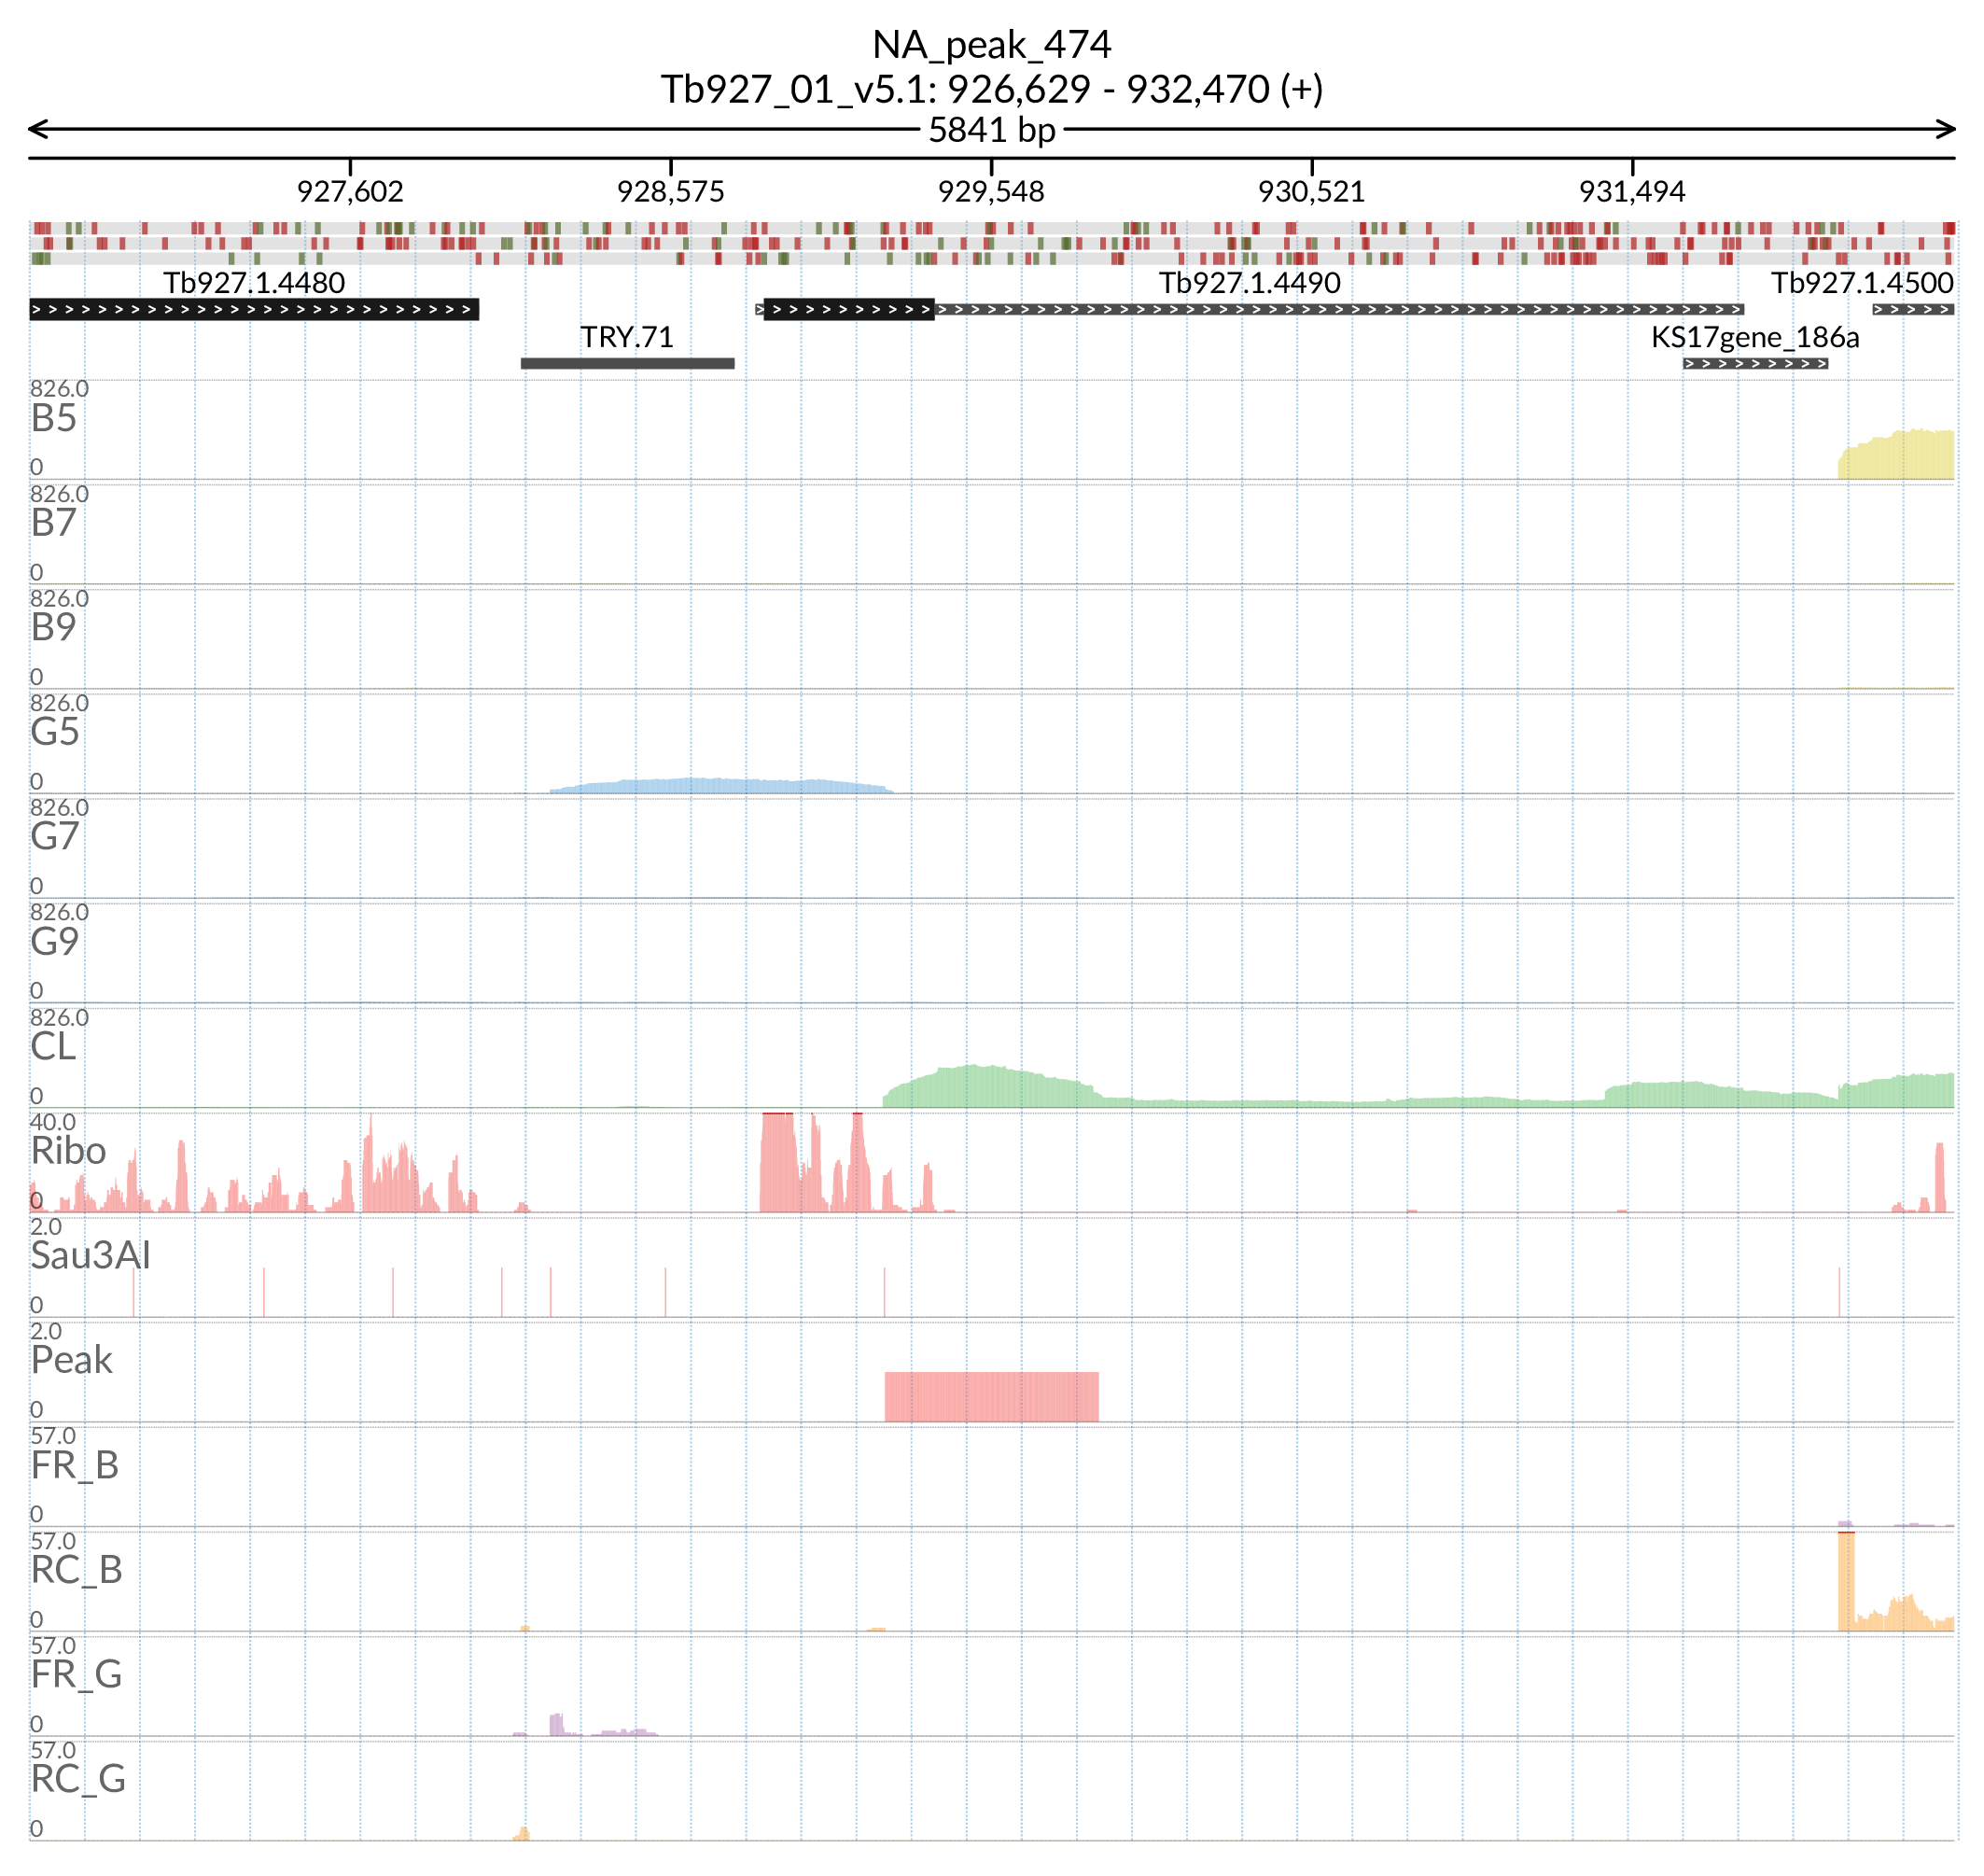 NA_peak_474
Tb927_01_v5.1: 926,629 - 932,470 (+)
5841 bp
927,602 928,575 929,548 930,521 931,494
Tb927.1.4480 Tb927.1.4490 Tb927.1.4500
TRY.71 KS17gene_186a
826.0
B5
0
826.0
B7
0
826.0
B9
0
826.0
G5
0
826.0
G7
0
826.0
G9
0
826.0
CL
0
40.0
Ribo
0
2.0
Sau3AI
0
2.0
Peak
0
57.0
FR_B
0
57.0
RC_B
0
57.0
FR_G
0
57.0
RC_G
0